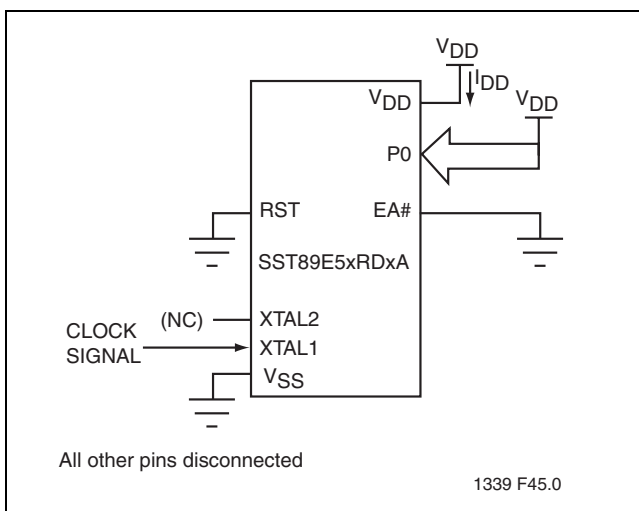 VDD
IDD
VDD
VDD
P0
RST
EA#
SST89E5xRDxA
(NC)
XTAL2
CLOCK
SIGNAL
XTAL1
VSS
All other pins disconnected
1339 F45.0